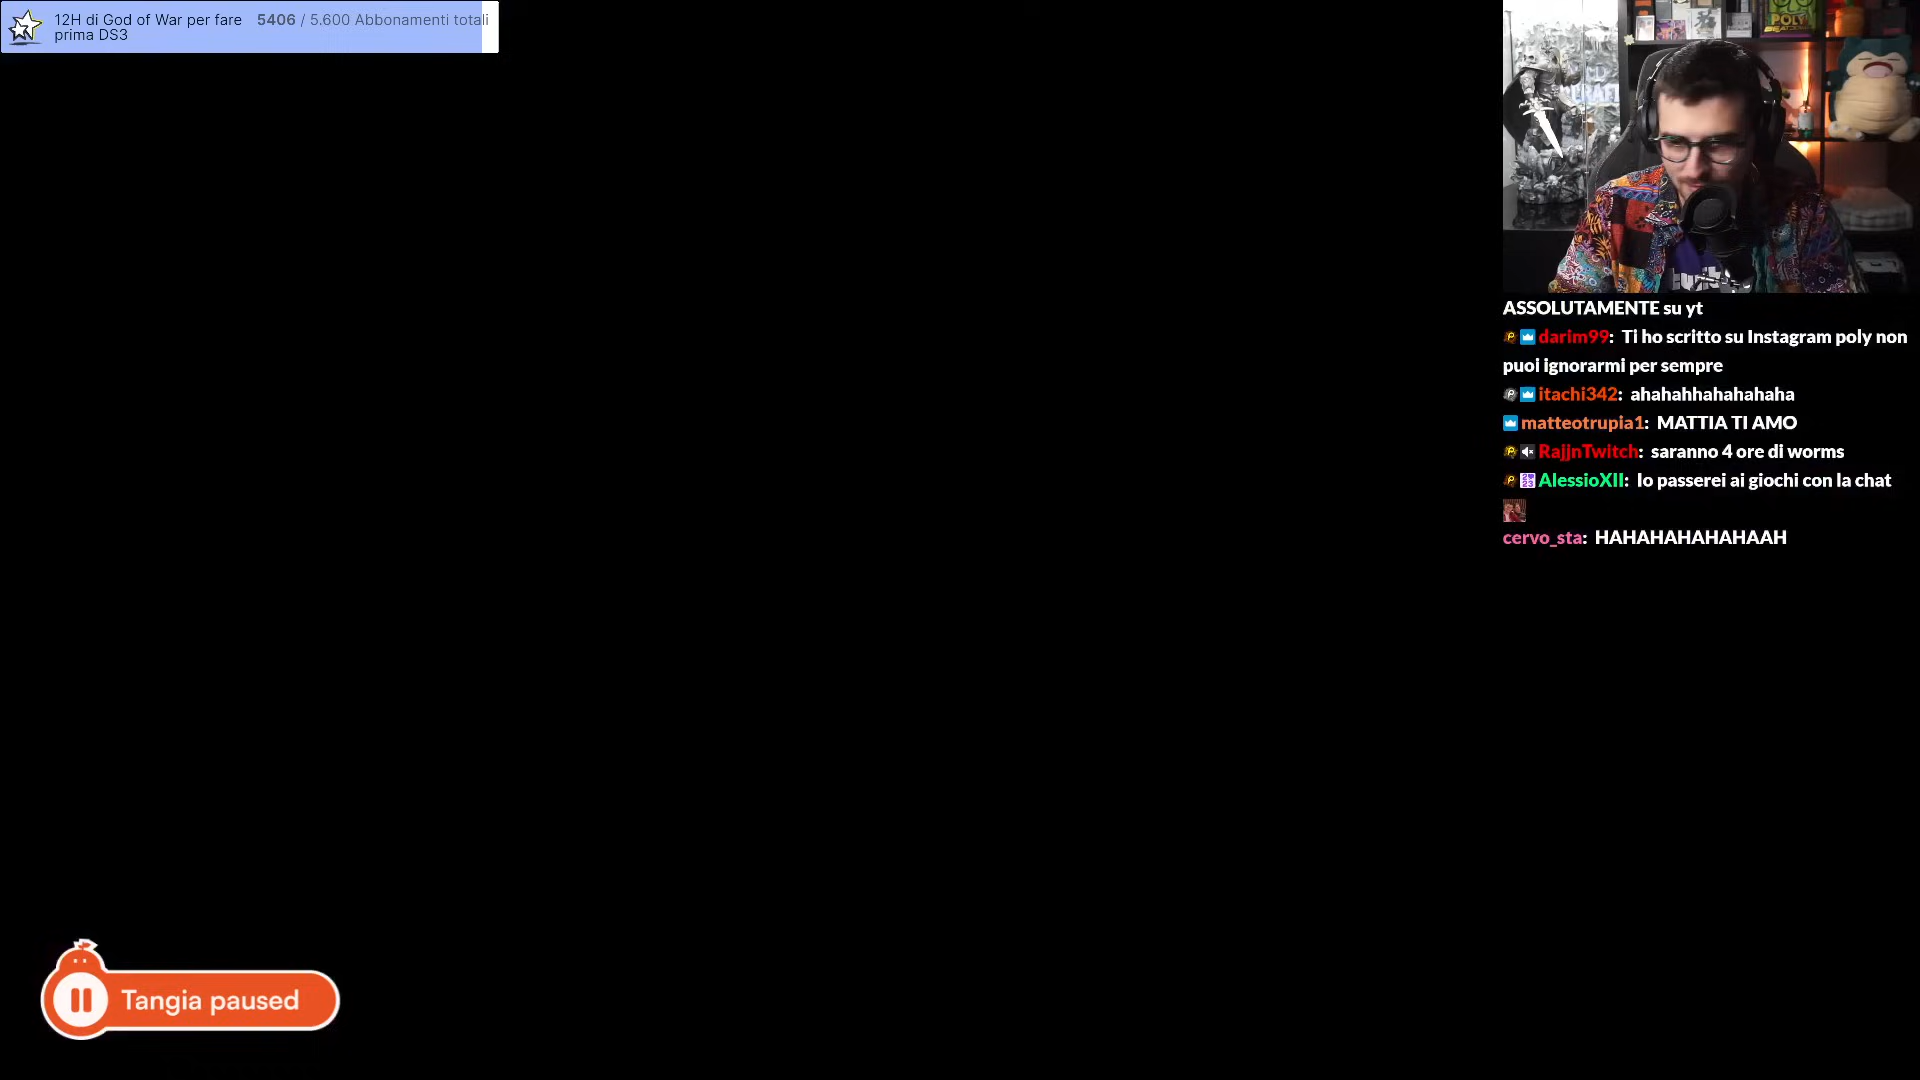 12H di God of War per fare 5406 / 5.600 Abbonamenti totali
prima DS3
POLY
ASSOLUTAMENTE su yt
darim99: Ti ho scritto su Instagram poly non
puoi ignorarmi per sempre
itachi342: ahahahhahahahaha
matteotrupia1: MATTIA TI AMO
RajjnTwitch: saranno 4 ore di worms
AlessioXII: Io passerei ai giochi con la chat
cervo_sta: HAHAHAHAHAHAAH
Tangia paused